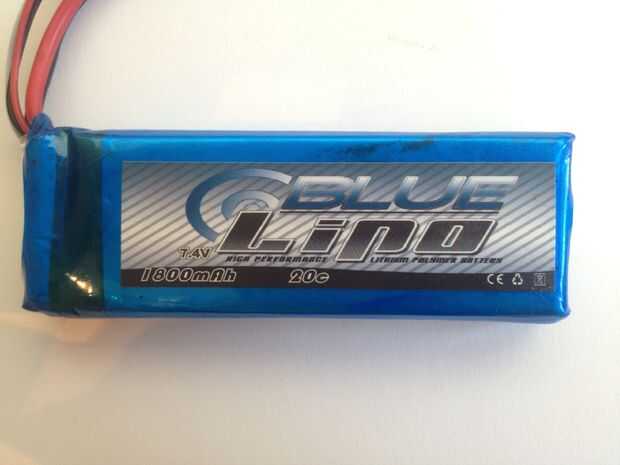 BLUE
Lipo
7.4V
HIGH PERFORMANCE LITHIUM POLYMER BATTERY
1800mAh 20c
CE